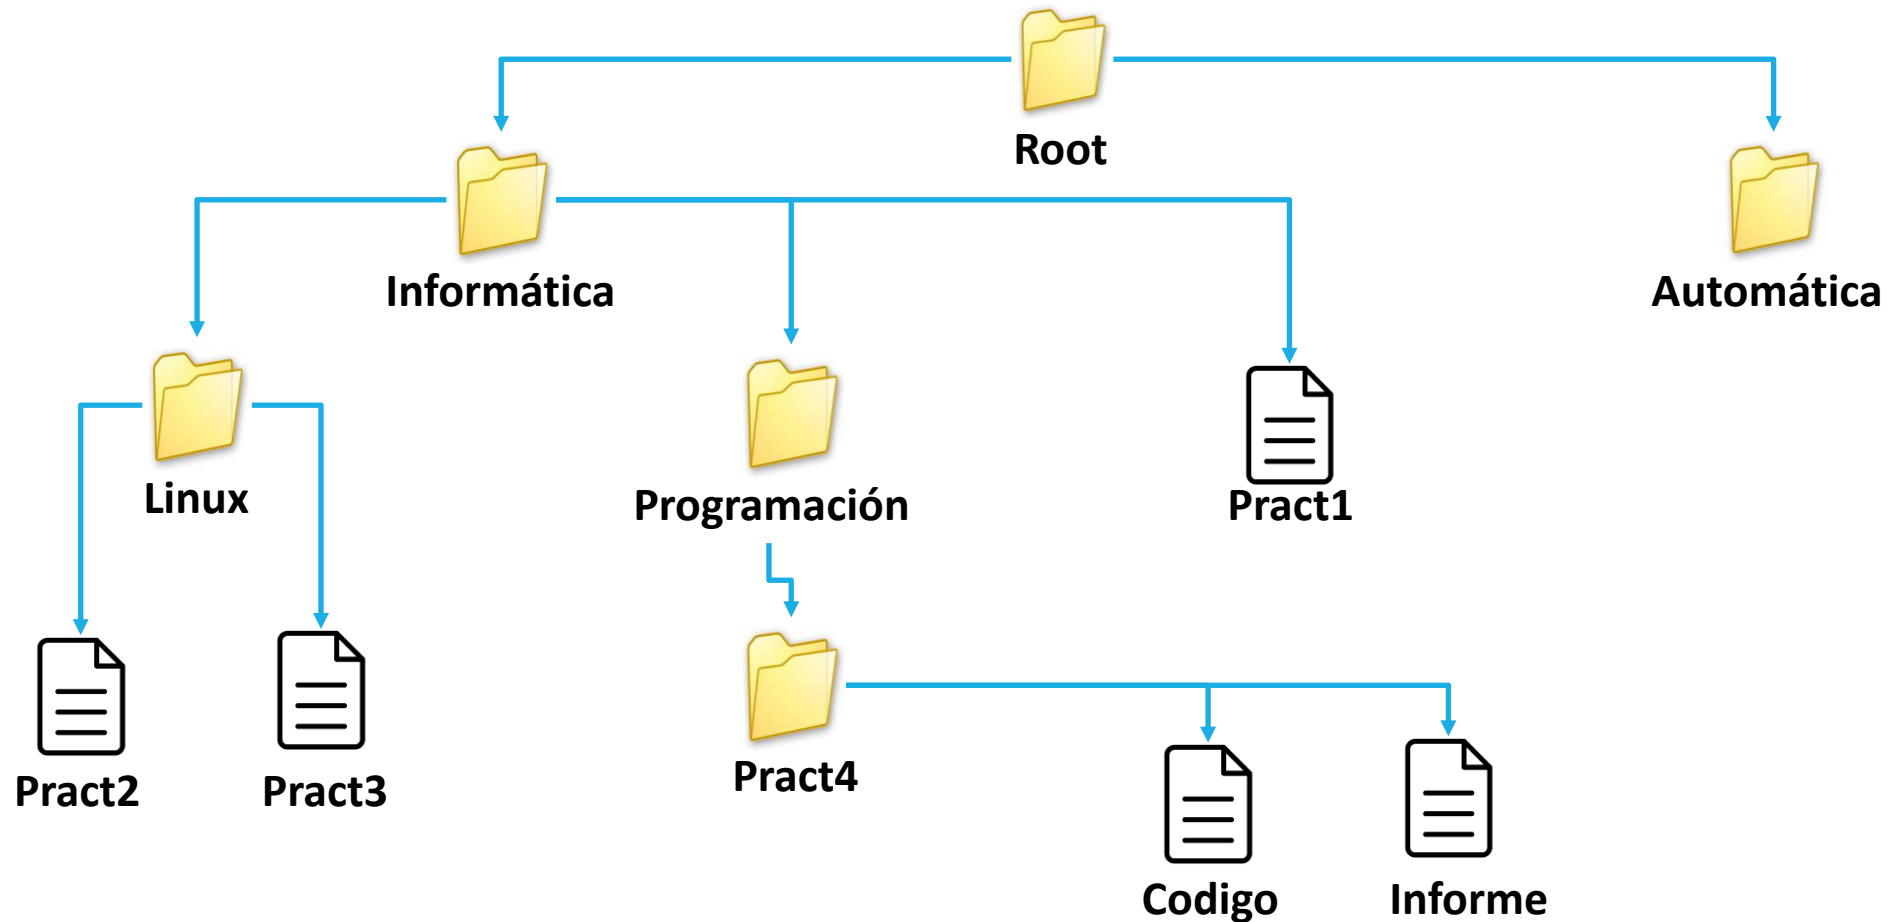 Root
Informática
Automática
Linux
Programación
Pract1
Pract2
Pract3
Pract4
Codigo
Informe